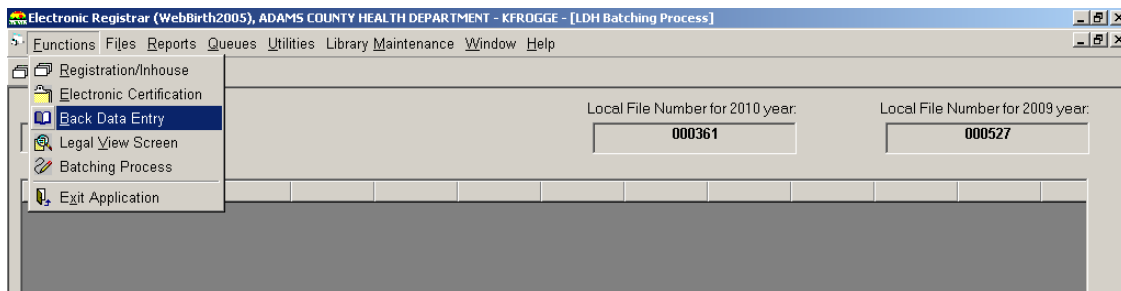 Electronic Registrar (WebBirth2005), ADAMS COUNTY HEALTH DEPARTMENT - KFROGGE - [LDH Batching Process]
Functions Files Reports Queues Utilities Library Maintenance Window Help
Registration/Inhouse
Electronic Certification
Back Data Entry
Legal View Screen
Batching Process
Exit Application
Local File Number for 2010 year: Local File Number for 2009 year:
000361 000527